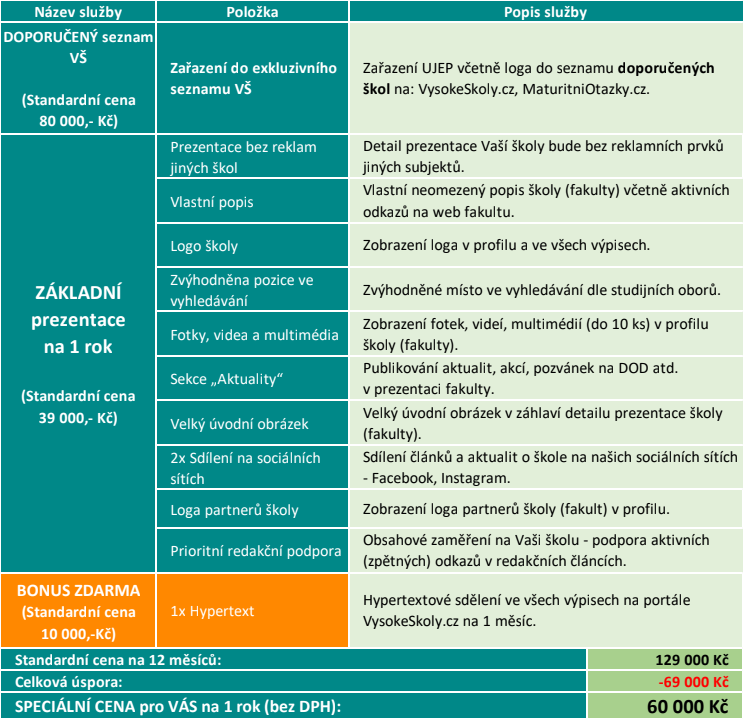 Název služby Položka Popis služby
DOPORUČENÝ seznam
VŠ
(Standardní cena
80 000,- Kč)
Zařazení do exkluzivního
seznamu VŠ
Zařazení UJEP včetně loga do seznamu doporučených
škol na: VysokeSkoly.cz, MaturitniOtazky.cz.
ZÁKLADNÍ
prezentace
na 1 rok
(Standardní cena
39 000,- Kč)
Prezentace bez reklam
jiných škol
Detail prezentace Vaší školy bude bez reklamních prvků
jiných subjektů.
Vlastní popis
Vlastní neomezený popis školy (fakulty) včetně aktivních
odkazů na web fakultu.
Logo školy
Zobrazení loga v profilu a ve všech výpisech.
Zvýhodněna pozice ve
vyhledávání
Zvýhodněné místo ve vyhledávání dle studijních oborů.
Fotky, videa a multimédia
Zobrazení fotek, videí, multimédií (do 10 ks) v profilu
školy (fakulty).
Sekce „Aktuality“
Publikování aktualit, akcí, pozvánek na DOD atd.
v prezentaci fakulty.
Velký úvodní obrázek
Velký úvodní obrázek v záhlaví detailu prezentace školy
(fakulty).
2x Sdílení na sociálních
sítích
Sdílení článků a aktualit o škole na našich sociálních sítích
- Facebook, Instagram.
Loga partnerů školy
Zobrazení loga partnerů školy (fakult) v profilu.
Prioritní redakční podpora
Obsahové zaměření na Vaši školu - podpora aktivních
(zpětných) odkazů v redakčních článcích.
BONUS ZDARMA
(Standardní cena
10 000,-Kč)
1x Hypertext
Hypertextové sdělení ve všech výpisech na portále
VysokeSkoly.cz na 1 měsíc.
Standardní cena na 12 měsíců: 129 000 Kč
Celková úspora: -69 000 Kč
SPECIÁLNÍ CENA pro VÁS na 1 rok (bez DPH): 60 000 Kč